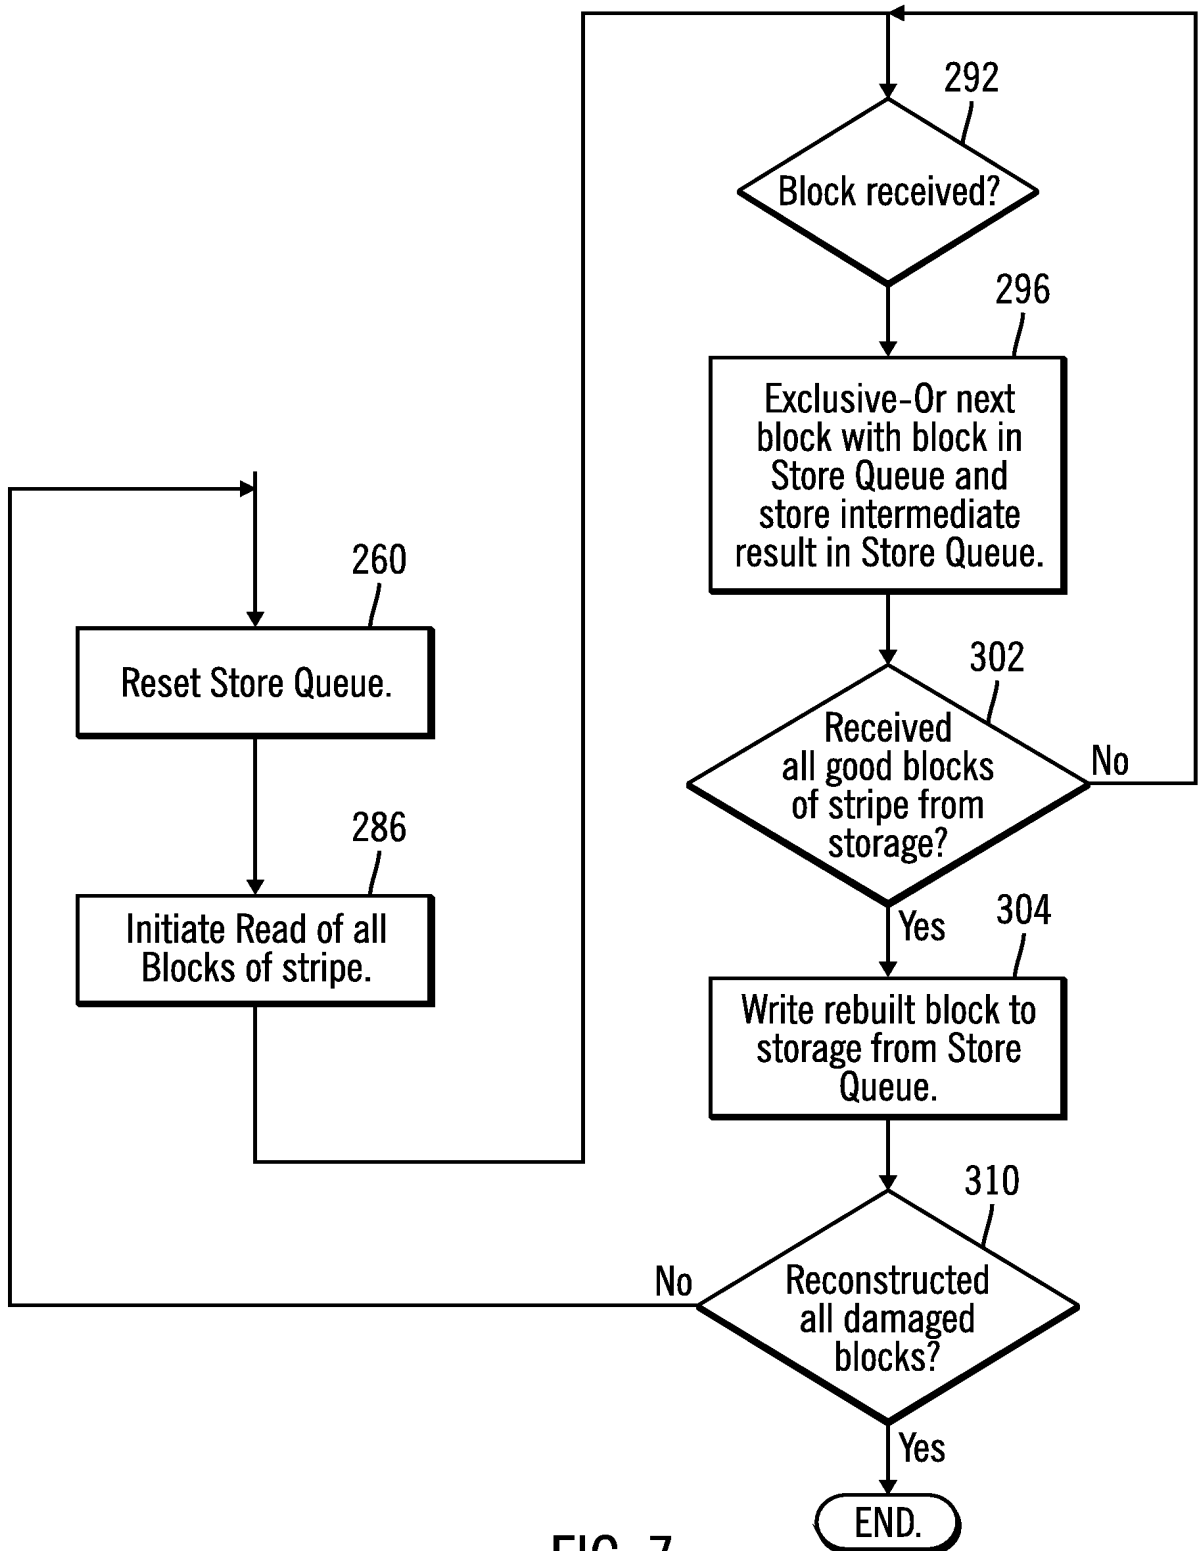 260
Reset Store Queue.
286
Initiate Read of all
Blocks of stripe.
292
Block received?
296
Exclusive-Or next
block with block in
Store Queue and
store intermediate
result in Store Queue.
302
Received
all good blocks
of stripe from
storage?
No
Yes
304
Write rebuilt block to
storage from Store
Queue.
310
Reconstructed
all damaged
blocks?
No
Yes
END.
FIG. 7